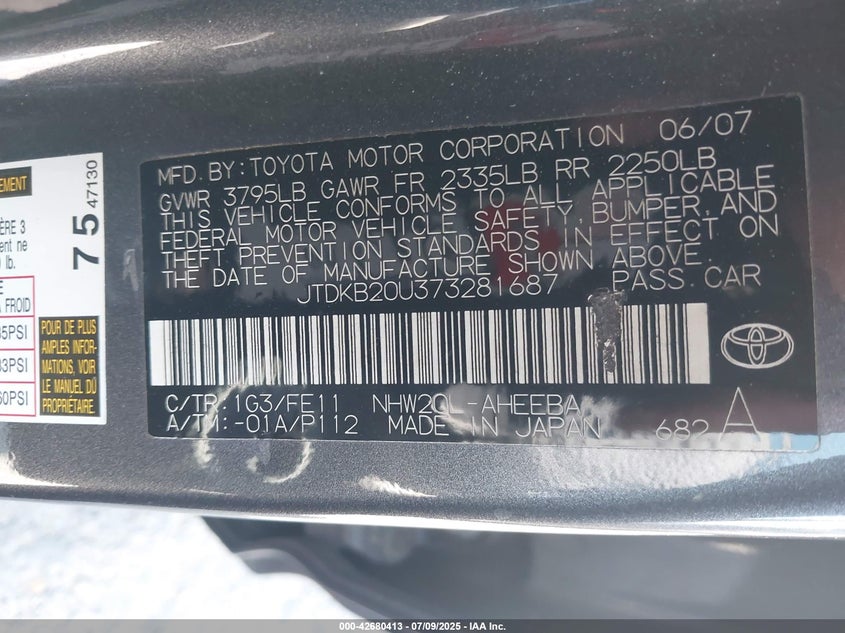 MFD.BY:TOYOTA MOTOR CORPORATION 06/07
GVWR 3795LB GAWR FR 2335LB RR 2250LB
THIS VEHICLE CONFORMS TO ALL APPLICABLE
FEDERAL MOTOR VEHICLE SAFETY,BUMPER,AND
THEFT PREVENTION STANDARDS IN EFFECT ON
THE DATE OF MANUFACTURE SHOWN ABOVE.
JTDKB20U373281687 PASS.CAR
C/TR:1G3/FE11 NHW20L-AHEEBA
A/TM:-01A/P112 MADE IN JAPAN 682 A
75 47130
POUR DE PLUS
AMPLES INFOR-
MATIONS, VOIR
LE MANUEL DU
PROPRIÉTAIRE.
000-42680413 - 07/09/2025 - IAA Inc.